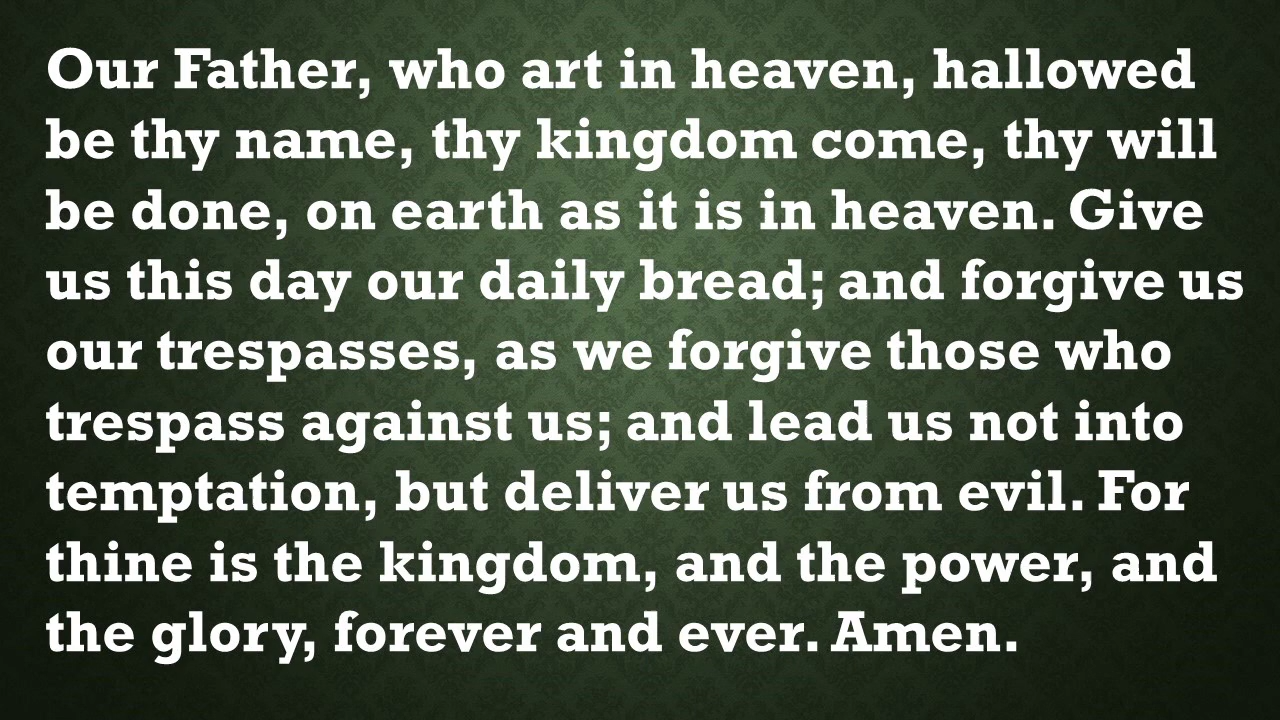 Our Father, who art in heaven, hallowed
be thy name, thy kingdom come, thy will
be done, on earth as it is in heaven. Give
us this day our daily bread; and forgive us
our trespasses, as we forgive those who
trespass against us; and lead us not into
temptation, but deliver us from evil. For
thine is the kingdom, and the power, and
the glory, forever and ever. Amen.